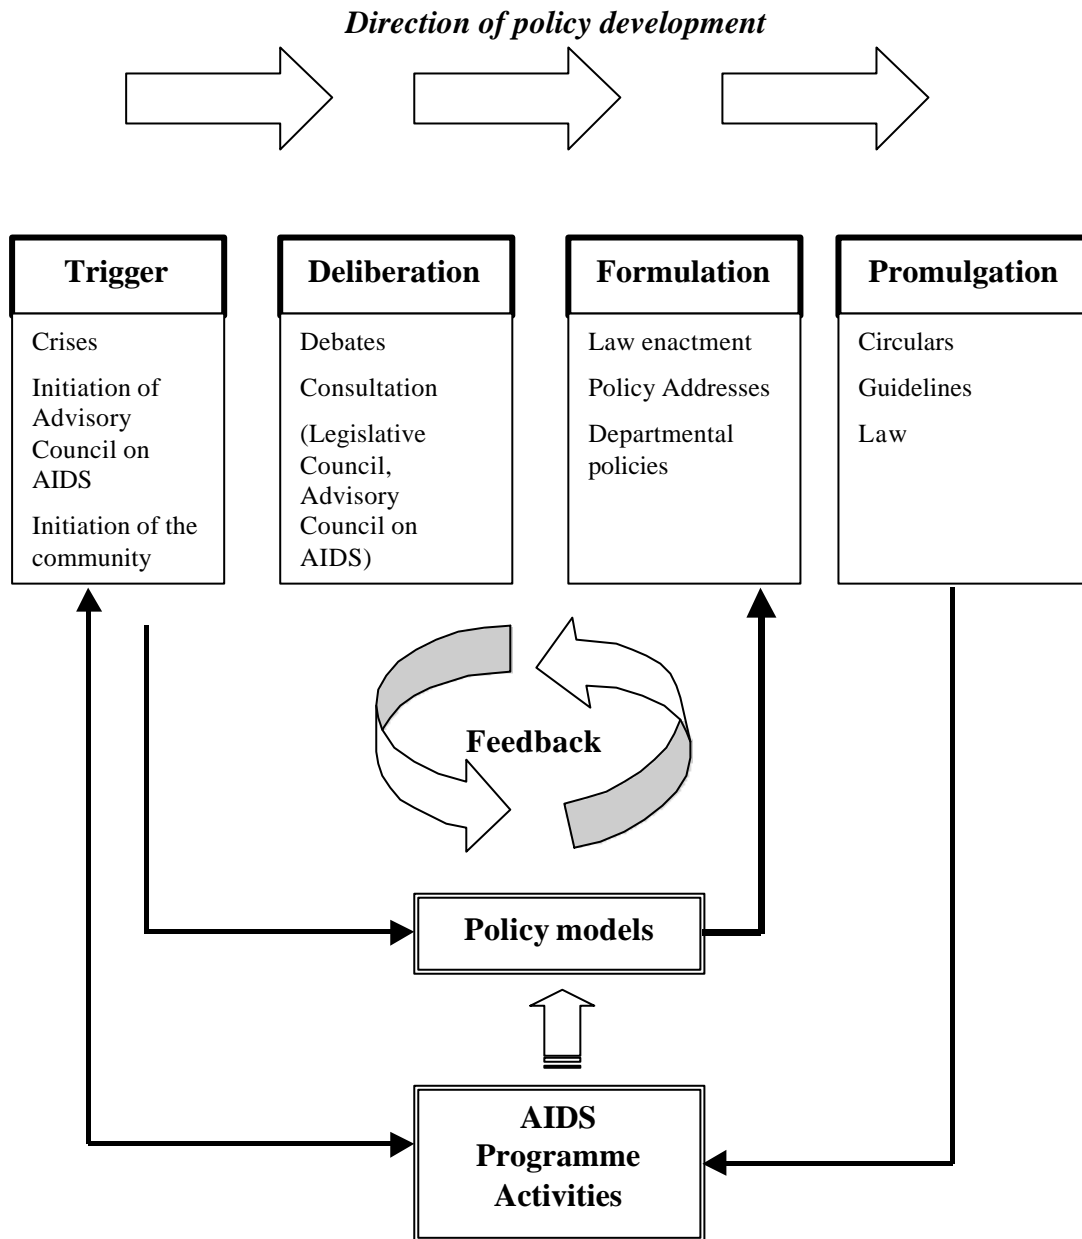 Direction of policy development
Trigger
Crises
Initiation of
Advisory
Council on
AIDS
Initiation of the
community
Deliberation
Debates
Consultation
(Legislative
Council,
Advisory
Council on
AIDS)
Formulation
Law enactment
Policy Addresses
Departmental
policies
Promulgation
Circulars
Guidelines
Law
Feedback
Policy models
AIDS
Programme
Activities